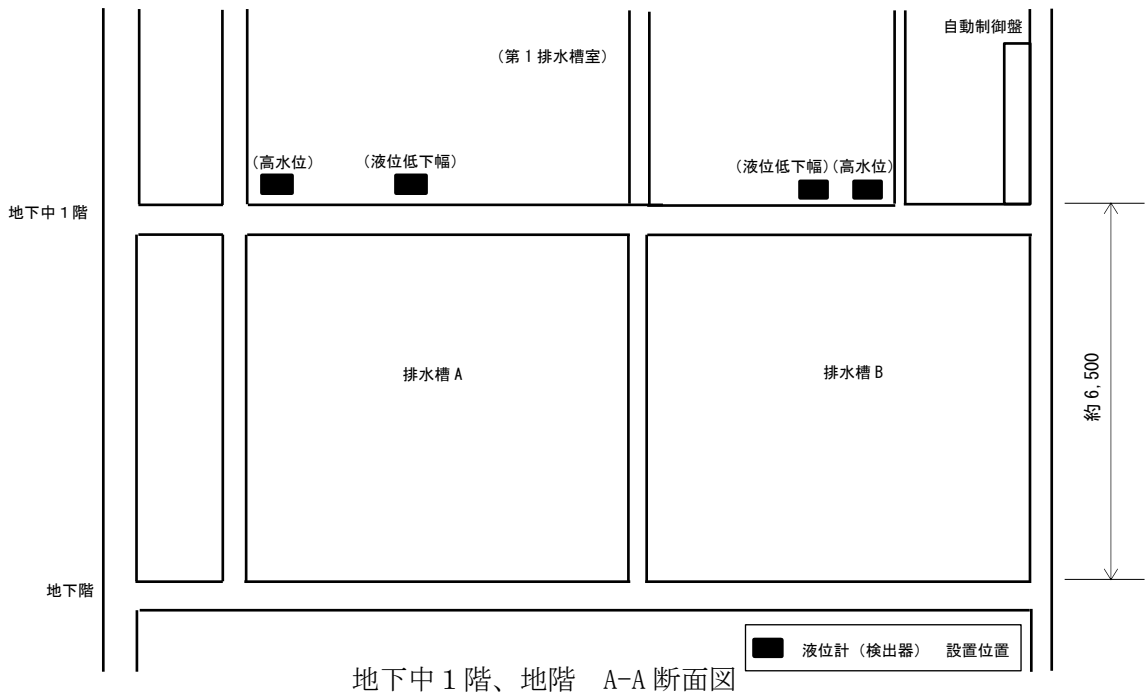 自動制御盤
（第1排水槽室）
（高水位）
（液位低下幅）
（液位低下幅）（高水位）
地下中1階
排水槽A
排水槽B
約6,500
地下階
液位計（検出器）　設置位置
地下中1階、地階　A-A断面図